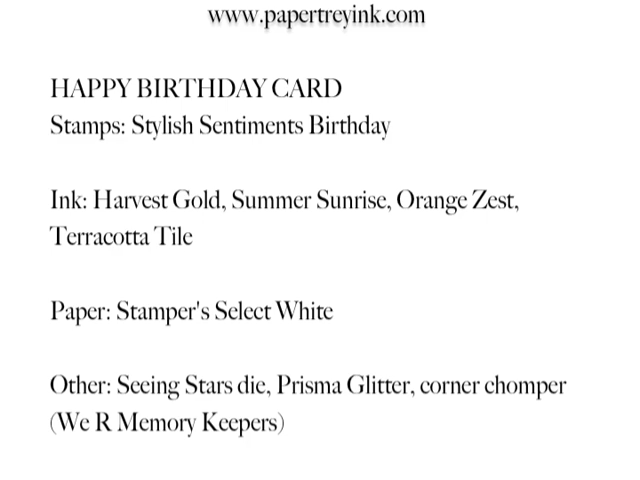 www.papertreyink.com
HAPPY BIRTHDAY CARD
Stamps: Stylish Sentiments Birthday
Ink: Harvest Gold, Summer Sunrise, Orange Zest,
Terracotta Tile
Paper: Stamper's Select White
Other: Seeing Stars die, Prisma Glitter, corner chomper
(We R Memory Keepers)